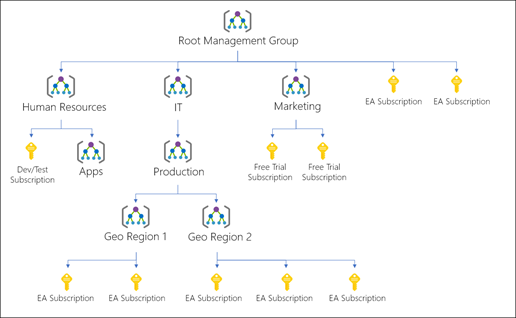 Root Management Group
Human Resources
IT
Marketing
EA Subscription
EA Subscription
Dev/Test
Subscription
Apps
Production
Free Trial
Subscription
Free Trial
Subscription
Geo Region 1
Geo Region 2
EA Subscription
EA Subscription
EA Subscription
EA Subscription
EA Subscription